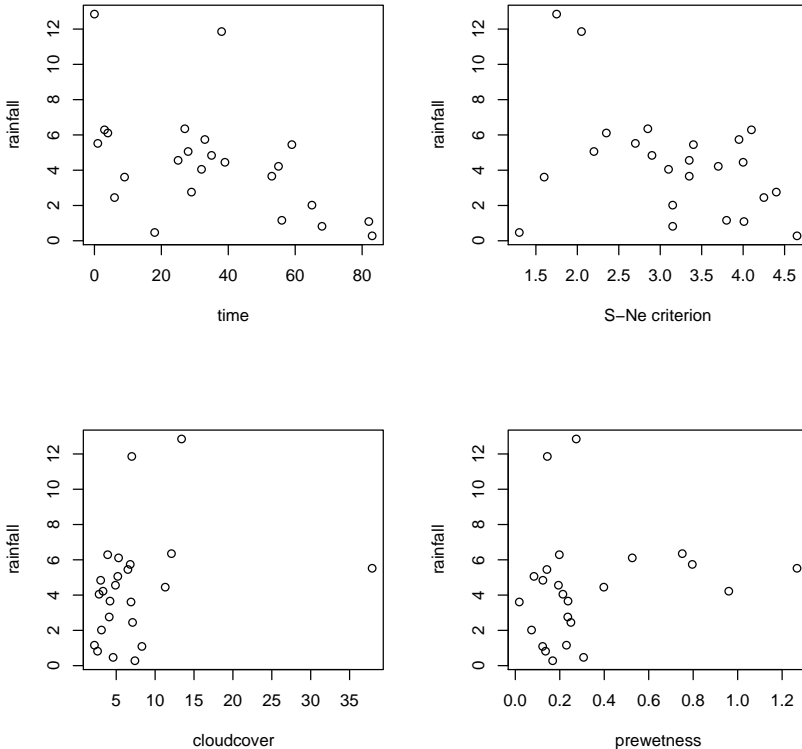 rainfall
0 2 4 6 8 10 12
0 20 40 60 80
time
rainfall
0 2 4 6 8 10 12
1.5 2.0 2.5 3.0 3.5 4.0 4.5
S−Ne criterion
rainfall
0 2 4 6 8 10 12
5 10 15 20 25 30 35
cloudcover
rainfall
0 2 4 6 8 10 12
0.0 0.2 0.4 0.6 0.8 1.0 1.2
prewetness